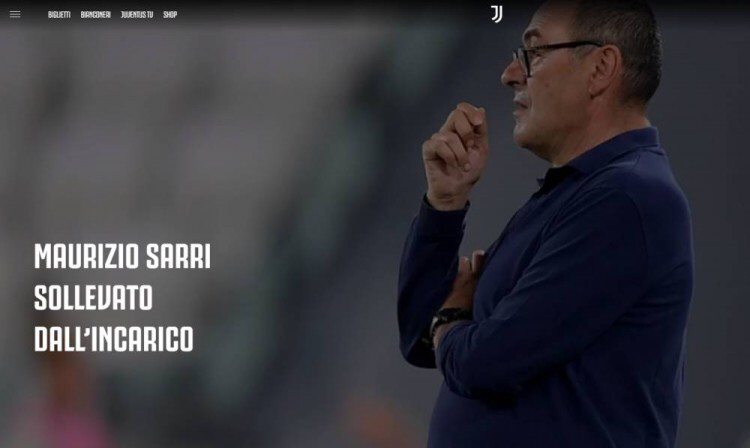 BIGLIETTI BIANCONERI JUVENTUS TV SHOP
MAURIZIO SARRI
SOLLEVATO
DALL'INCARICO